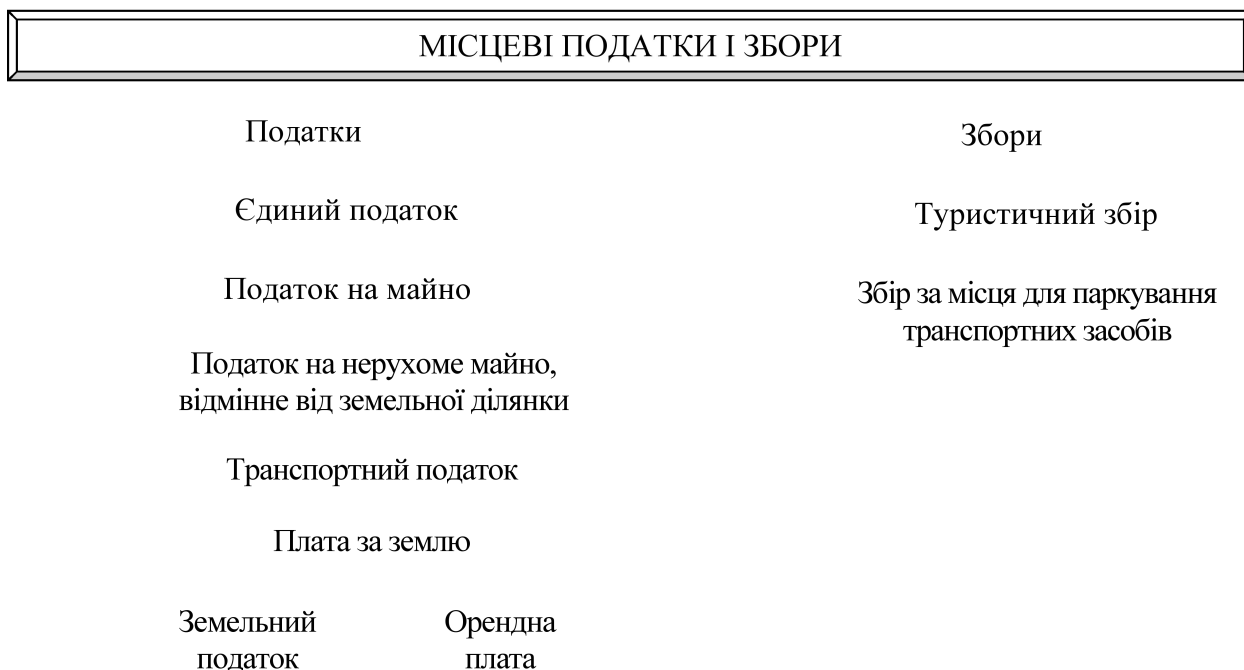 МІСЦЕВІ ПОДАТКИ І ЗБОРИ
Податки
Єдиний податок
Податок на майно
Податок на нерухоме майно,
відмінне від земельної ділянки
Транспортний податок
Плата за землю
Земельний
податок
Орендна
плата
Збори
Туристичний збір
Збір за місця для паркування
транспортних засобів